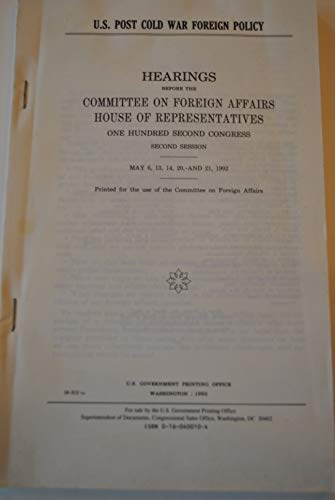 U.S. POST COLD WAR FOREIGN POLICY
HEARINGS
BEFORE THE
COMMITTEE ON FOREIGN AFFAIRS
HOUSE OF REPRESENTATIVES
ONE HUNDRED SECOND CONGRESS
SECOND SESSION
MAY 6, 13, 14, 20, AND 21, 1992
Printed for the use of the Committee on Foreign Affairs
U.S. GOVERNMENT PRINTING OFFICE
WASHINGTON : 1993
For sale by the U.S. Government Printing Office
Superintendent of Documents, Congressional Sales Office, Washington, DC 20402